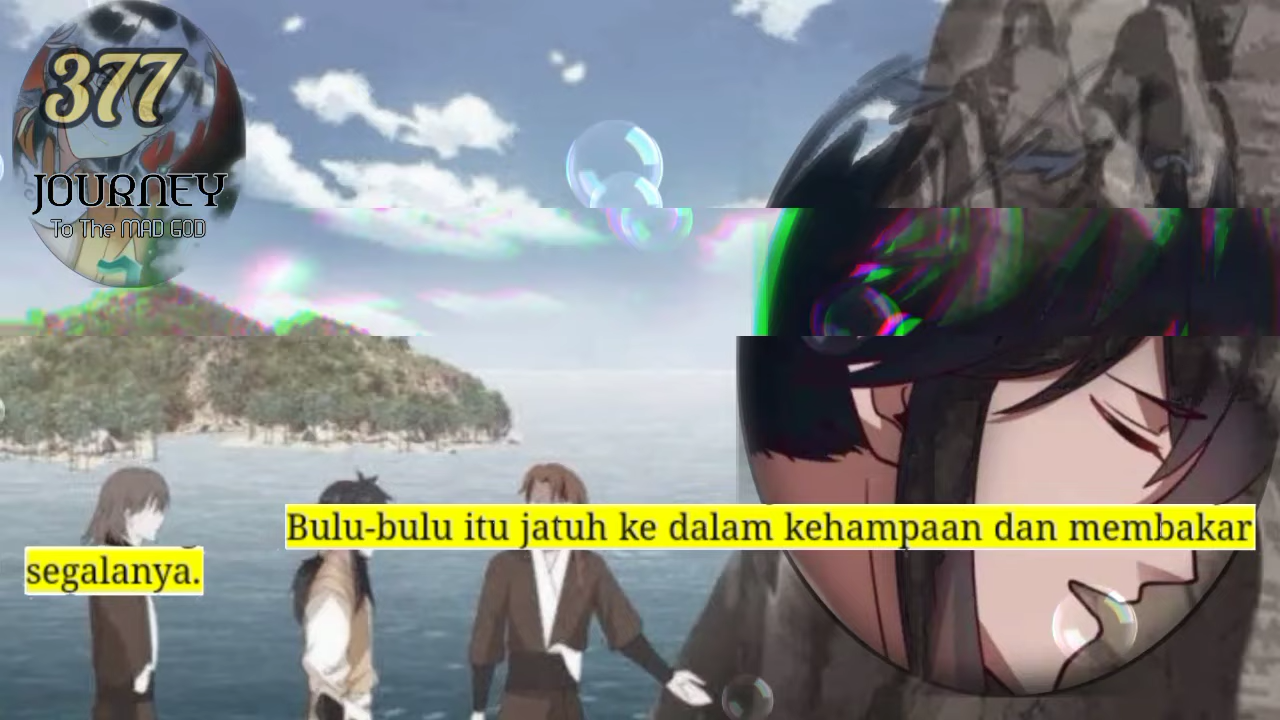 377
JOURNEY
To The MAD GOD
Bulu-bulu itu jatuh ke dalam kehampaan dan membakar
segalanya.